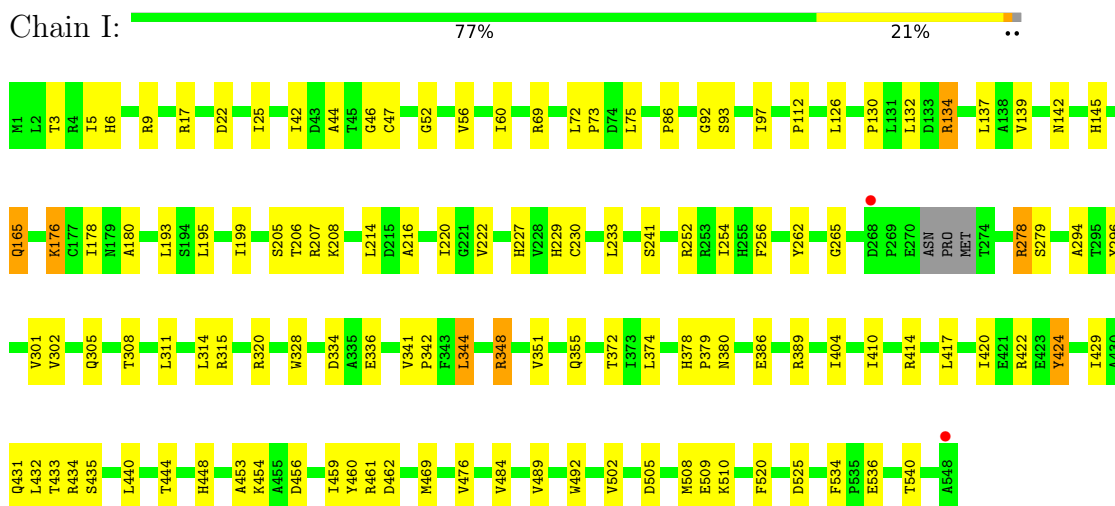 Chain I:
77% 21% ••
M1 L2 T3 R4 I5 H6 R9 R17 D22 I25 I42 D43 A44 T45 G46 C47 G52 V56 I60 R69 L72 P73 D74 L75 P86 G92 S93 I97 P112 L126 P130 L131 L132 D133 R134 L137 A138 V139 N142 H145
Q165 K176 C177 I178 N179 A180 L193 S194 L195 I199 S205 T206 R207 K208 L214 D215 A216 I220 G221 V222 H227 V228 H229 C230 L233 S241 R252 R253 I254 H255 F256 Y262 G265 D268 P269 E270 ASN PRO MET T274 R278 S279 A294 T295 Y296
V301 V302 Q305 T308 L311 L314 R315 R320 W328 D334 A335 E336 V341 P342 F343 L344 R348 V351 Q355 T372 I373 L374 H378 P379 N380 E386 R389 I404 I410 R414 L417 I420 E421 R422 E423 Y424 I429 A430
Q431 L432 T433 R434 S435 L440 T444 H448 A453 K454 A455 D456 I459 Y460 R461 D462 M469 V476 V484 V489 W492 V502 D505 M508 E509 K510 F520 D525 F534 P535 E536 T540 A548